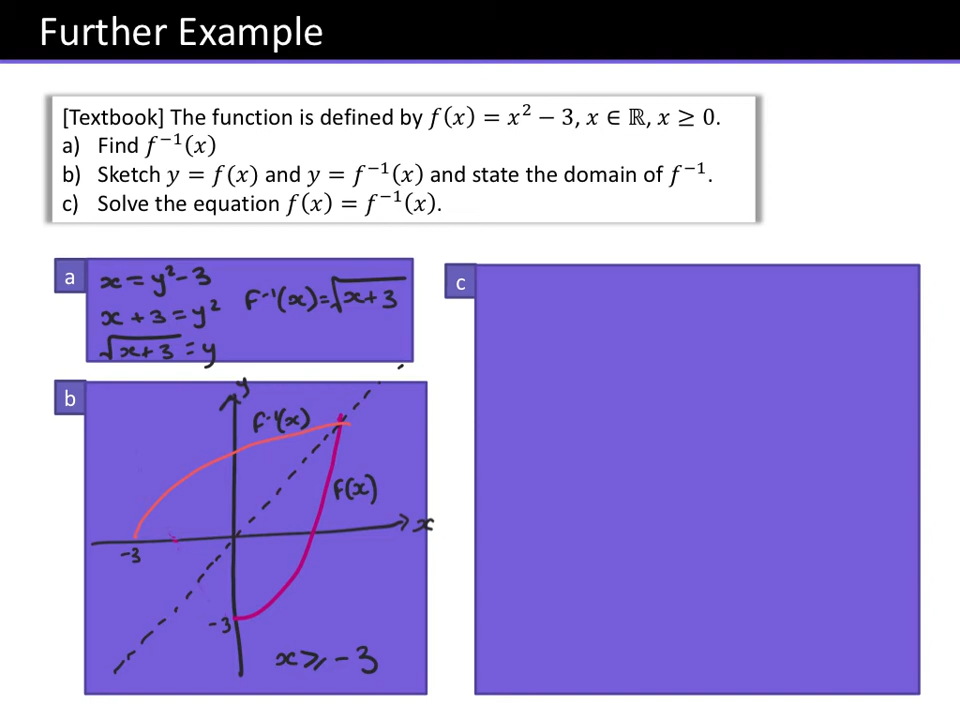 Further Example
[Textbook] The function is defined by f(x) = x² − 3, x ∈ ℝ, x ≥ 0.
a) Find f⁻¹(x)
b) Sketch y = f(x) and y = f⁻¹(x) and state the domain of f⁻¹.
c) Solve the equation f(x) = f⁻¹(x).
a
x = y² − 3
x + 3 = y²
√(x + 3) = y
f⁻¹(x) = √(x + 3)
c
b
y
f⁻¹(x)
f(x)
x
-3
-3
x ⩾ -3